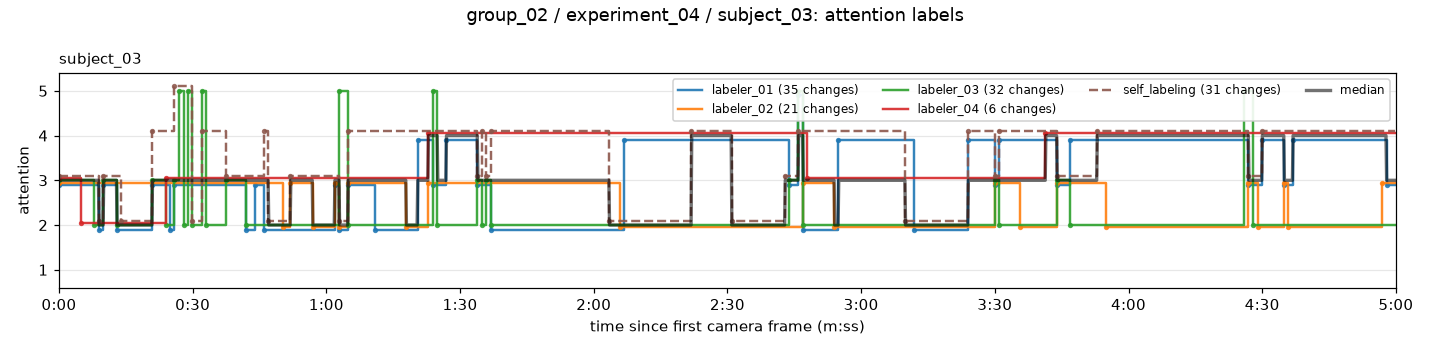 group_02 / experiment_04 / subject_03: attention labels
subject_03
labeler_01 (35 changes)
labeler_02 (21 changes)
labeler_03 (32 changes)
labeler_04 (6 changes)
self_labeling (31 changes)
median
attention
5
4
3
2
1
0:00 0:30 1:00 1:30 2:00 2:30 3:00 3:30 4:00 4:30 5:00
time since first camera frame (m:ss)